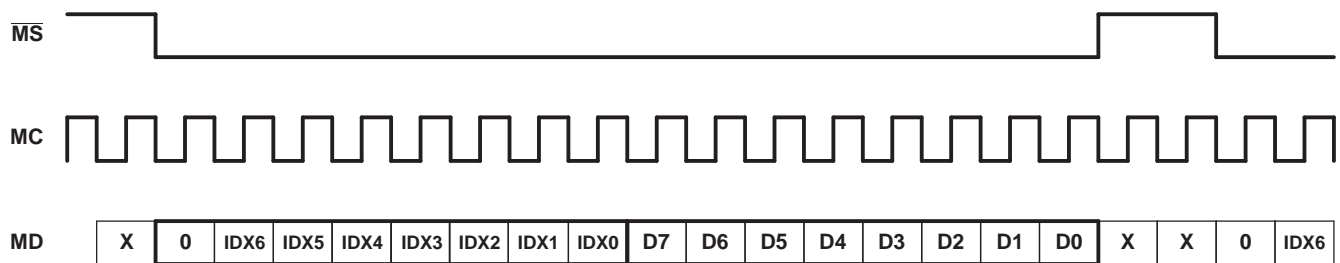 MS
MC
MD X 0 IDX6 IDX5 IDX4 IDX3 IDX2 IDX1 IDX0 D7 D6 D5 D4 D3 D2 D1 D0 X X 0 IDX6